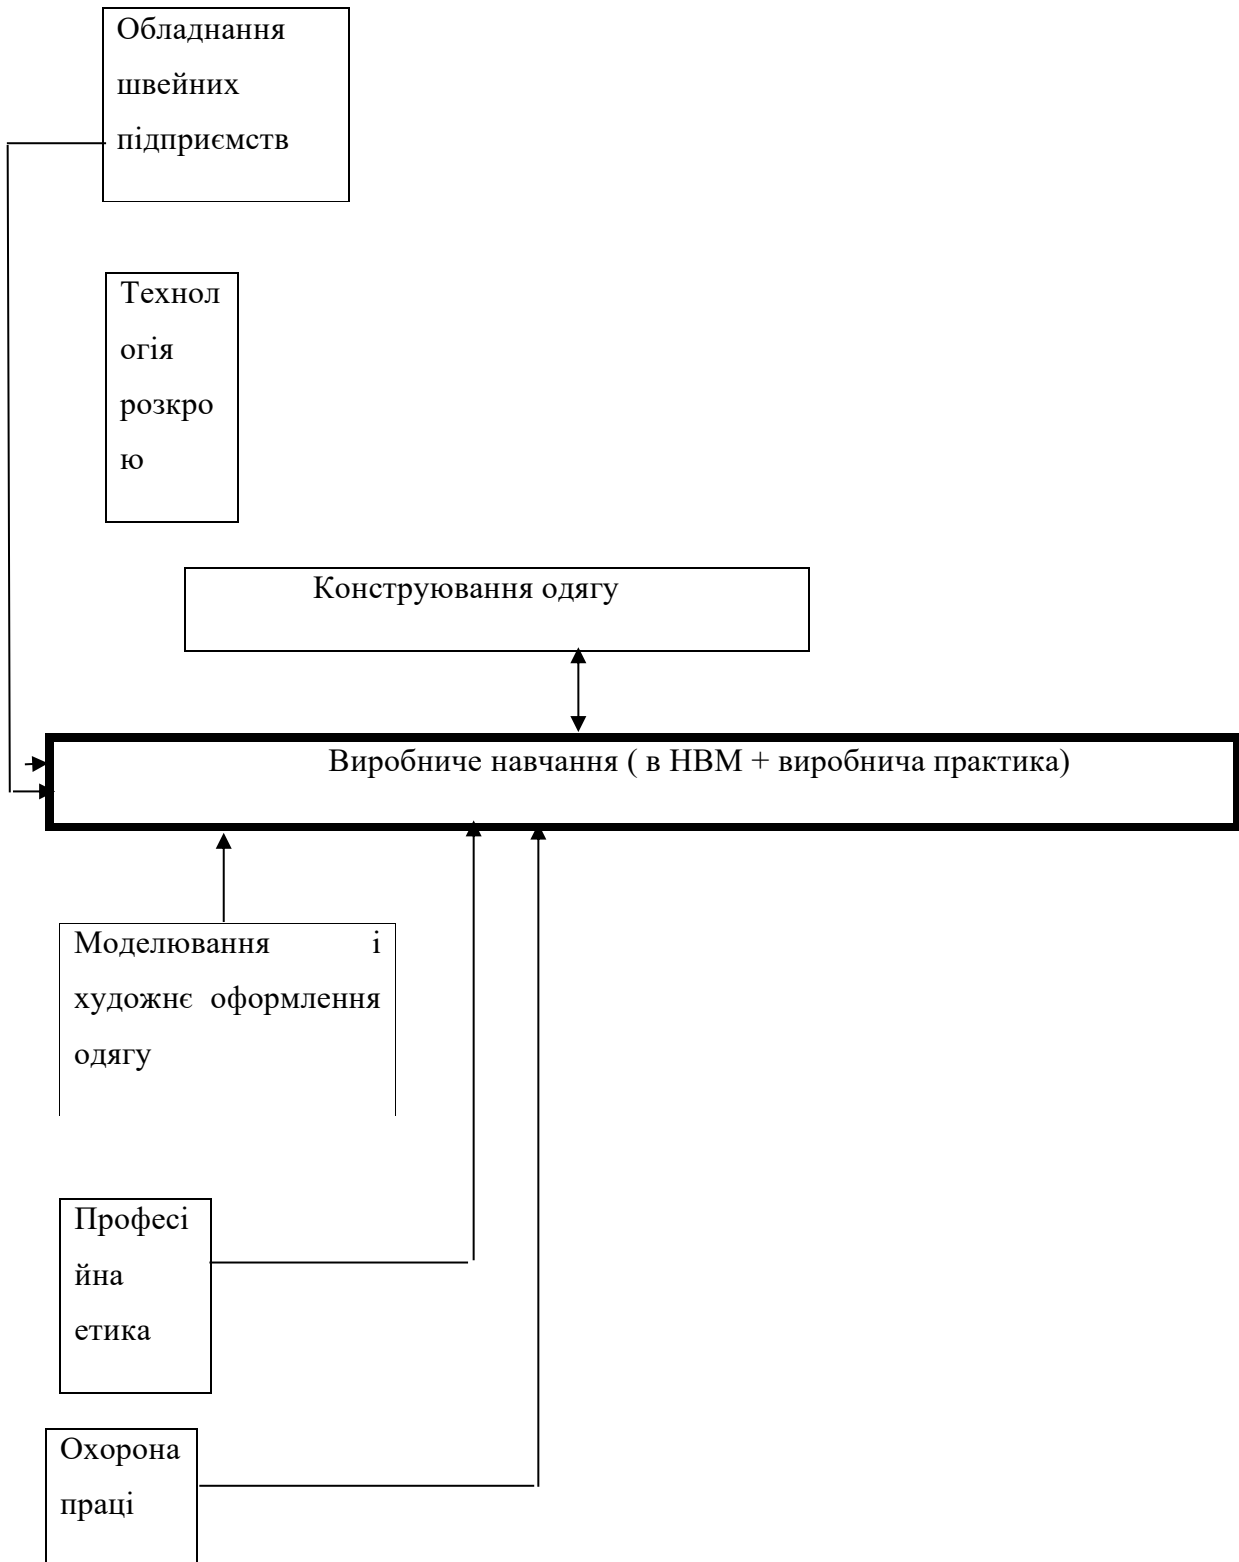 Обладнання
швейних
підприємств
Технол
огія
розкро
ю
Конструювання одягу
Виробниче навчання ( в НВМ + виробнича практика)
Моделювання і
художнє оформлення
одягу
Професі
йна
етика
Охорона
праці